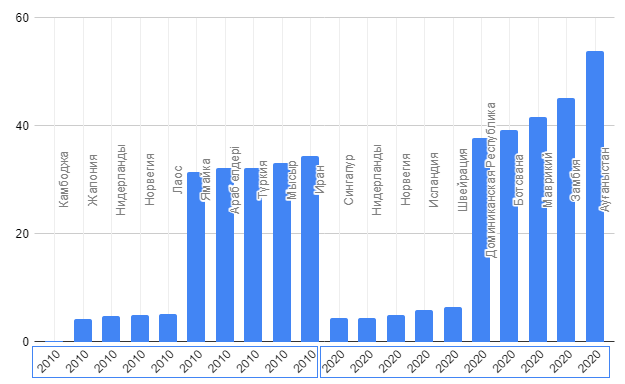 60
40
20
0
Камбоджа
Жапония
Нидерланды
Норвегия
Лаос
Ямайка
Араб елдері
Түркия
Мысыр
Иран
Сингапур
Нидерланды
Норвегия
Испандия
Швейрация
Доминиканская Республика
Ботсвана
Маврикий
Замбия
Ауғаныстан
2010
2010
2010
2010
2010
2010
2010
2010
2010
2010
2020
2020
2020
2020
2020
2020
2020
2020
2020
2020